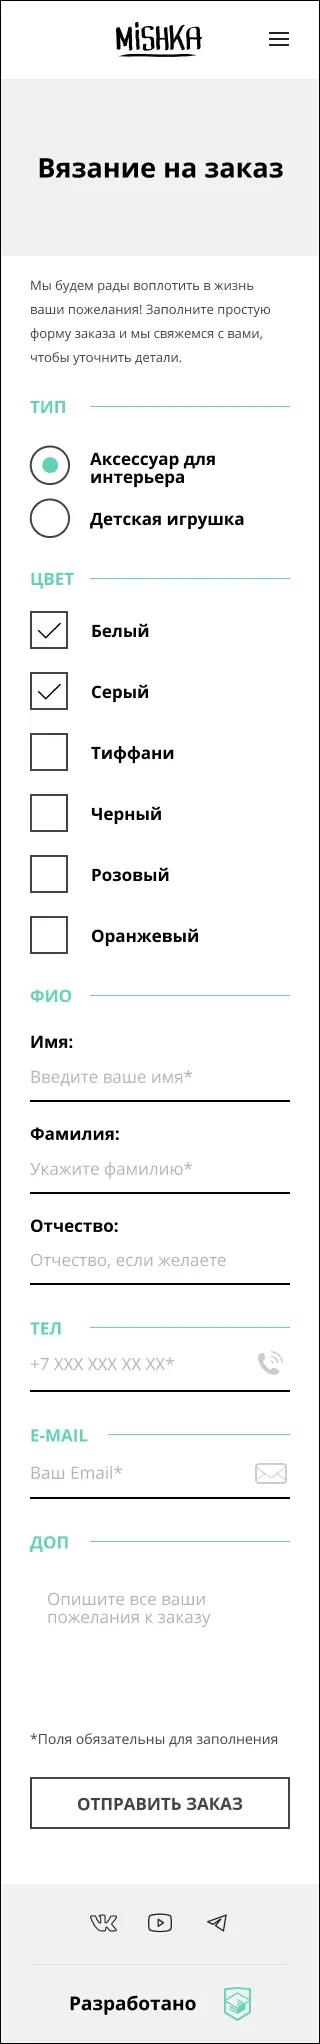 MiSHKA
Вязание на заказ
Мы будем рады воплотить в жизнь
ваши пожелания! Заполните простую
форму заказа и мы свяжемся с вами,
чтобы уточнить детали.
ТИП
Аксессуар для
интерьера
Детская игрушка
ЦВЕТ
Белый
Серый
Тиффани
Черный
Розовый
Оранжевый
ФИО
Имя:
Введите ваше имя*
Фамилия:
Укажите фамилию*
Отчество:
Отчество, если желаете
ТЕЛ
+7 XXX XXX XX XX*
E-MAIL
Ваш Email*
ДОП
Опишите все ваши
пожелания к заказу
*Поля обязательны для заполнения
ОТПРАВИТЬ ЗАКАЗ
Разработано